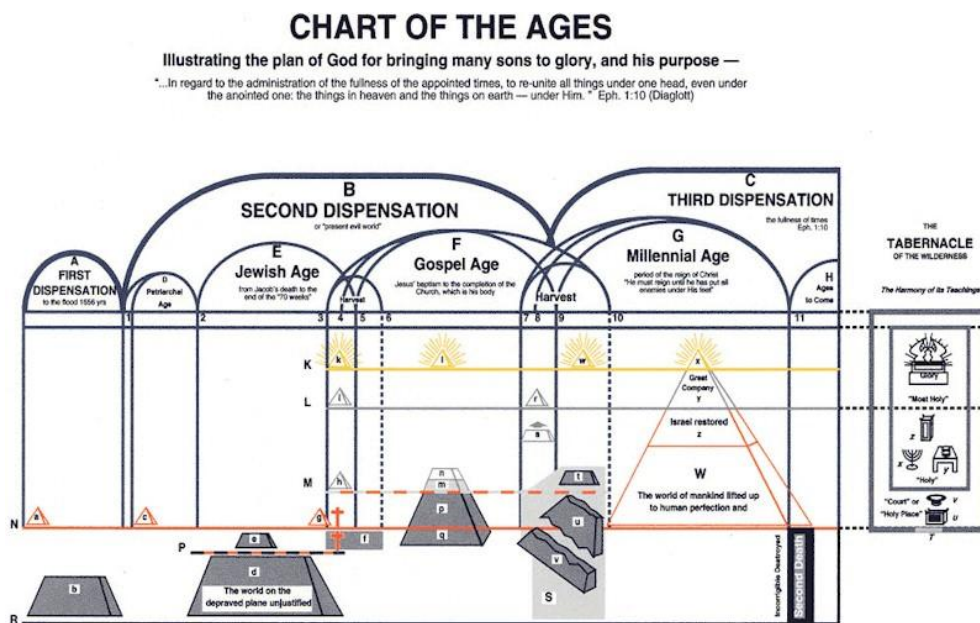 CHART OF THE AGES
Illustrating the plan of God for bringing many sons to glory, and his purpose —
"...In regard to the administration of the fullness of the appointed times, to re-unite all things under one head, even under
the anointed one: the things in heaven and the things on earth — under Him. " Eph. 1:10 (Diaglott)
A
FIRST
DISPENSATION
to the flood 1656 yrs
B
SECOND DISPENSATION
or "present evil world"
C
THIRD DISPENSATION
the fullness of times
Eph. 1:10
D
Patriarchal
Age
E
Jewish Age
from Jacob's death to the
end of the "70 weeks"
Harvest
F
Gospel Age
Jesus' baptism to the completion of the
Church, which is his body
Harvest
G
Millennial Age
period of the reign of Christ
"He must reign until he has put all
enemies under His feet"
H
Ages
to Come
1 2 3 4 5 6 7 8 9 10 11
THE
TABERNACLE
OF THE WILDERNESS
The Harmony of its Teachings
K k l w x
Great
Company
y
L i r
s
Israel restored
z
M h n
m
t
W
The world of mankind lifted up
to human perfection and
N a c g p u
P e f q
d
The world on the
depraved plane unjustified
b
v
S
R
Incorrigible Destroyed
Second Death
Glory
"Most Holy"
z
x y
"Holy"
"Court" or V
"Holy Place" U
T